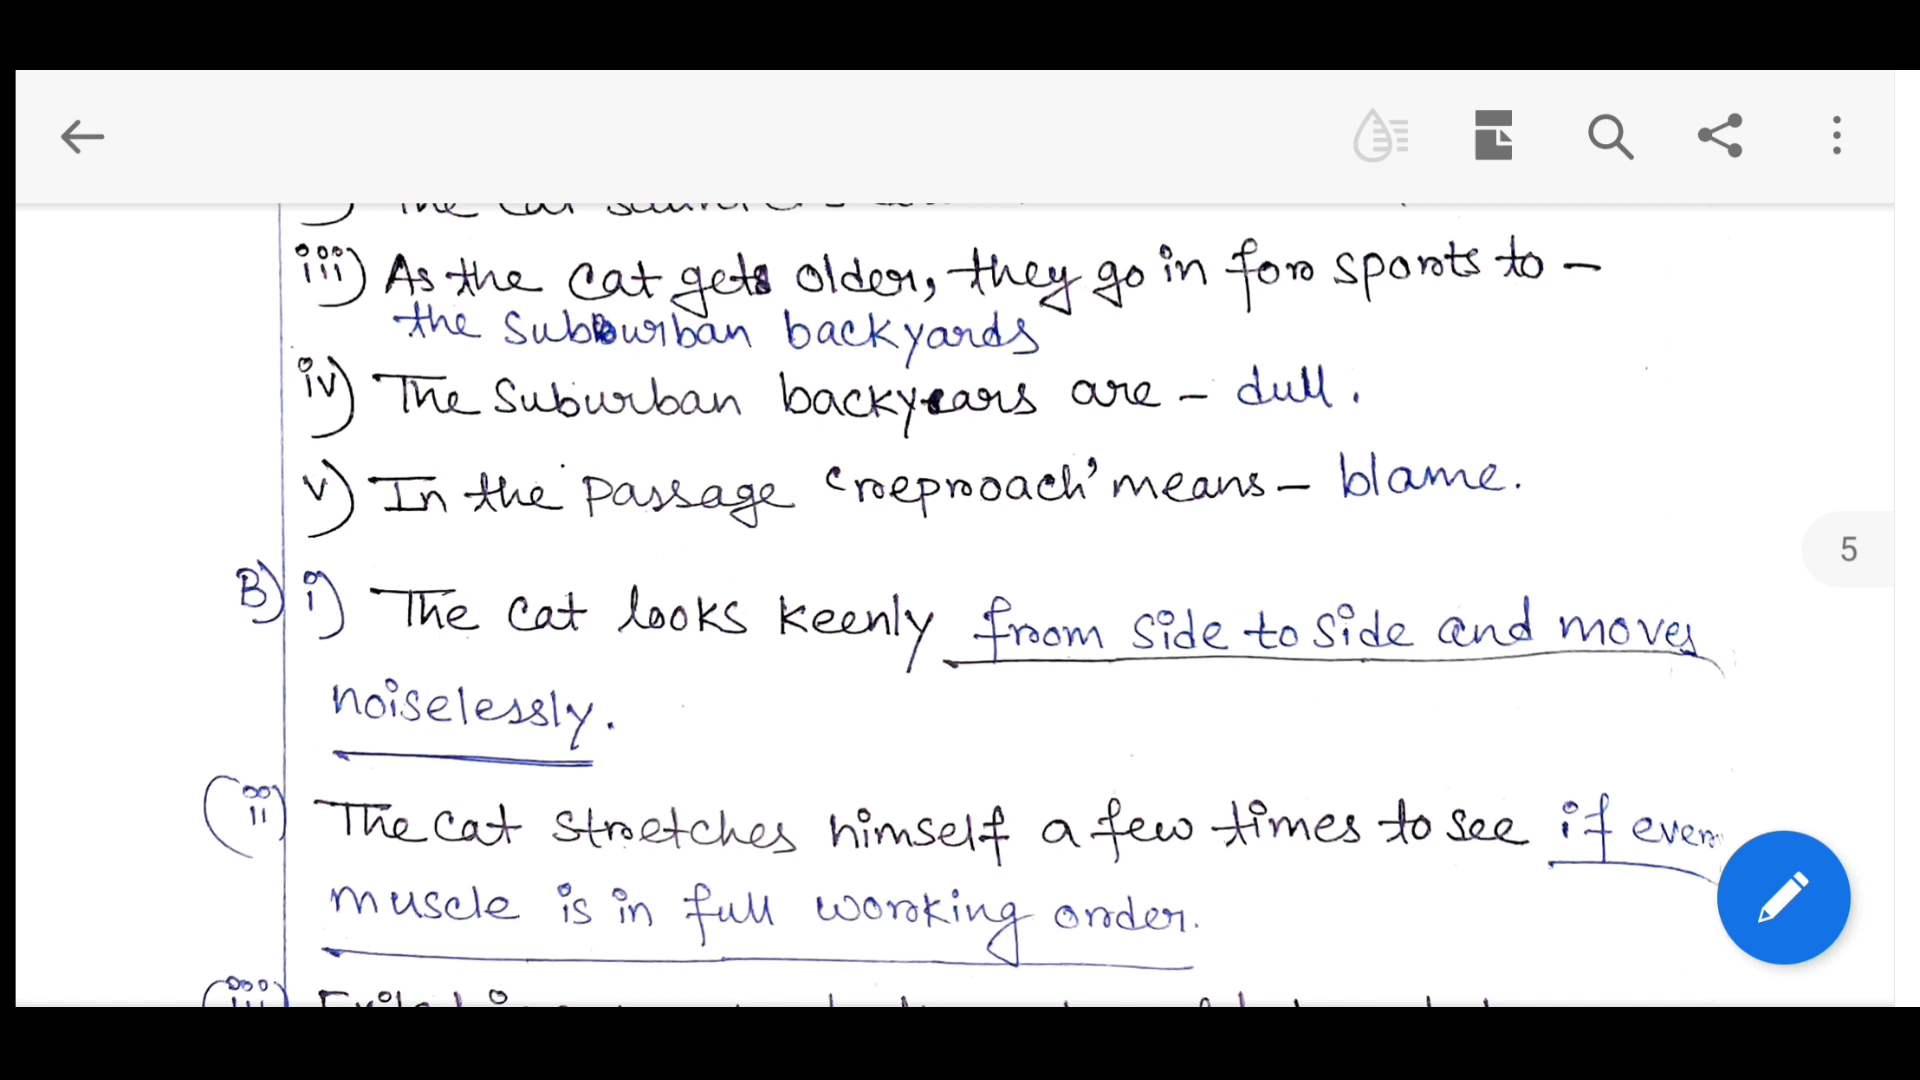 iii) As the cat gets older, they go in for sports to –
the suburban backyards
iv) The suburban backyears are – dull.
v) In the passage 'reproach' means – blame.
5
B) i) The cat looks keenly from side to side and moves
noiselessly.
(ii) The cat stretches himself a few times to see if every
muscle is in full working order.